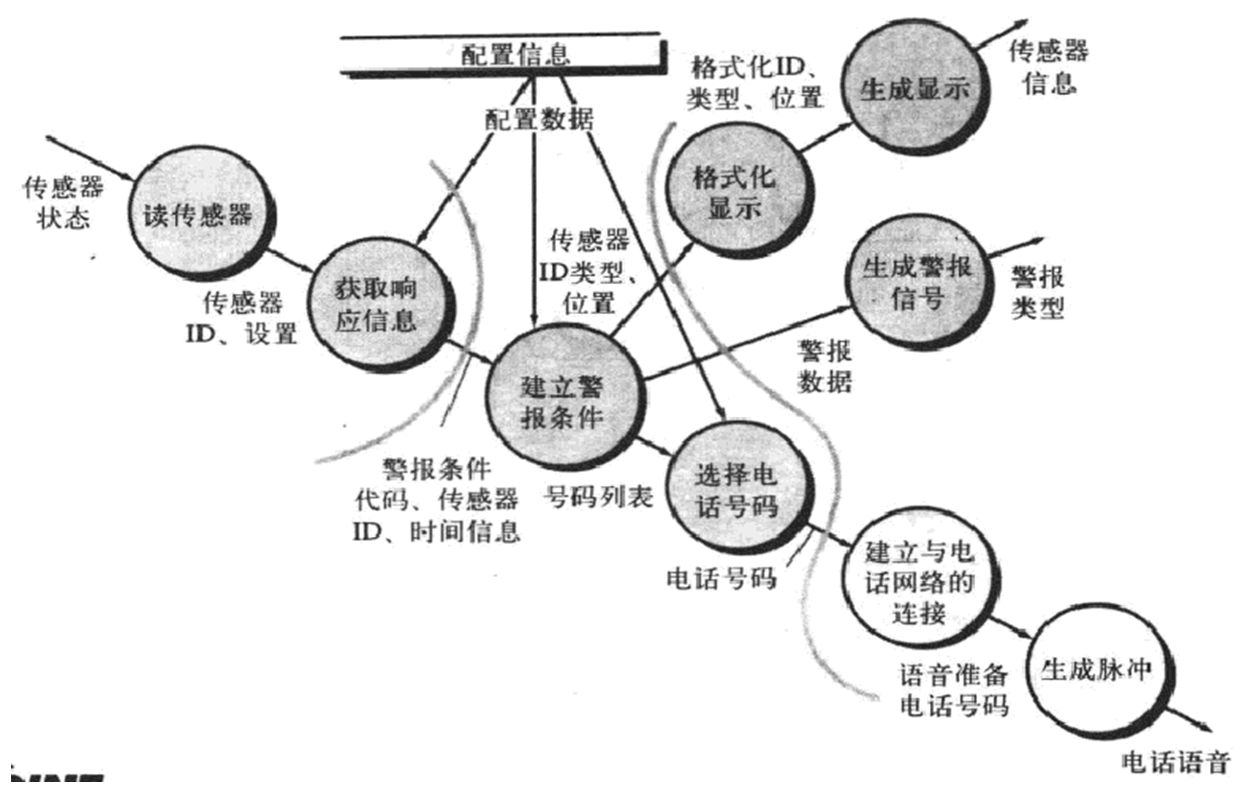 配置信息
配置数据
传感器
状态
读传感器
传感器
ID、设置
获取响
应信息
警报条件
代码、传感器
ID、时间信息
建立警
报条件
传感器
ID类型、
位置
格式化
显示
格式化ID、
类型、位置
生成显示
传感器
信息
警报
数据
生成警报
信号
警报
类型
号码列表
选择电
话号码
电话号码
建立与电
话网络的
连接
语音准备
电话号码
生成脉冲
电话语音